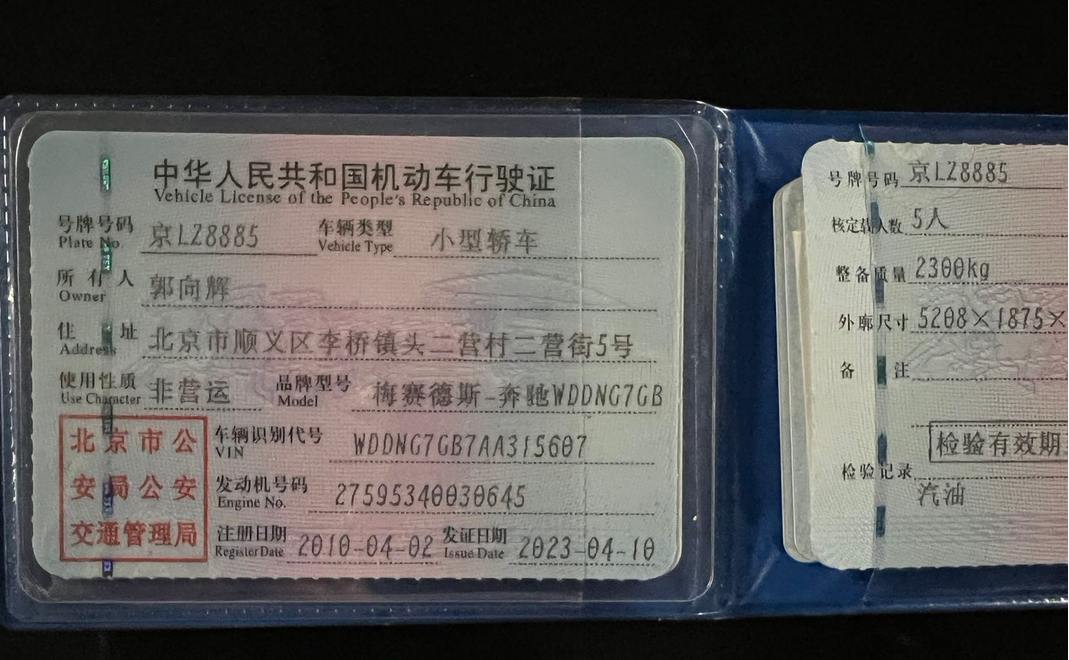 中华人民共和国机动车行驶证
Vehicle License of the People's Republic of China
号牌号码 京LZ8885 车辆类型 小型轿车
Plate No. Vehicle Type
所有人 郭向辉
Owner
住址 北京市顺义区李桥镇头二营村二营街5号
Address
使用性质 非营运 品牌型号 梅赛德斯-奔驰WDDNG7GB
Use Character Model
北京市公
安局公安
交通管理局
车辆识别代号 WDDNG7GB7AA315607
VIN
发动机号码 27595340030645
Engine No.
注册日期 2010-04-02 发证日期 2023-04-10
Register Date Issue Date
号牌号码 京LZ8885
核定载人数 5人
整备质量 2300kg
外廓尺寸 5208×1875×
备注
检验有效期
检验记录
汽油